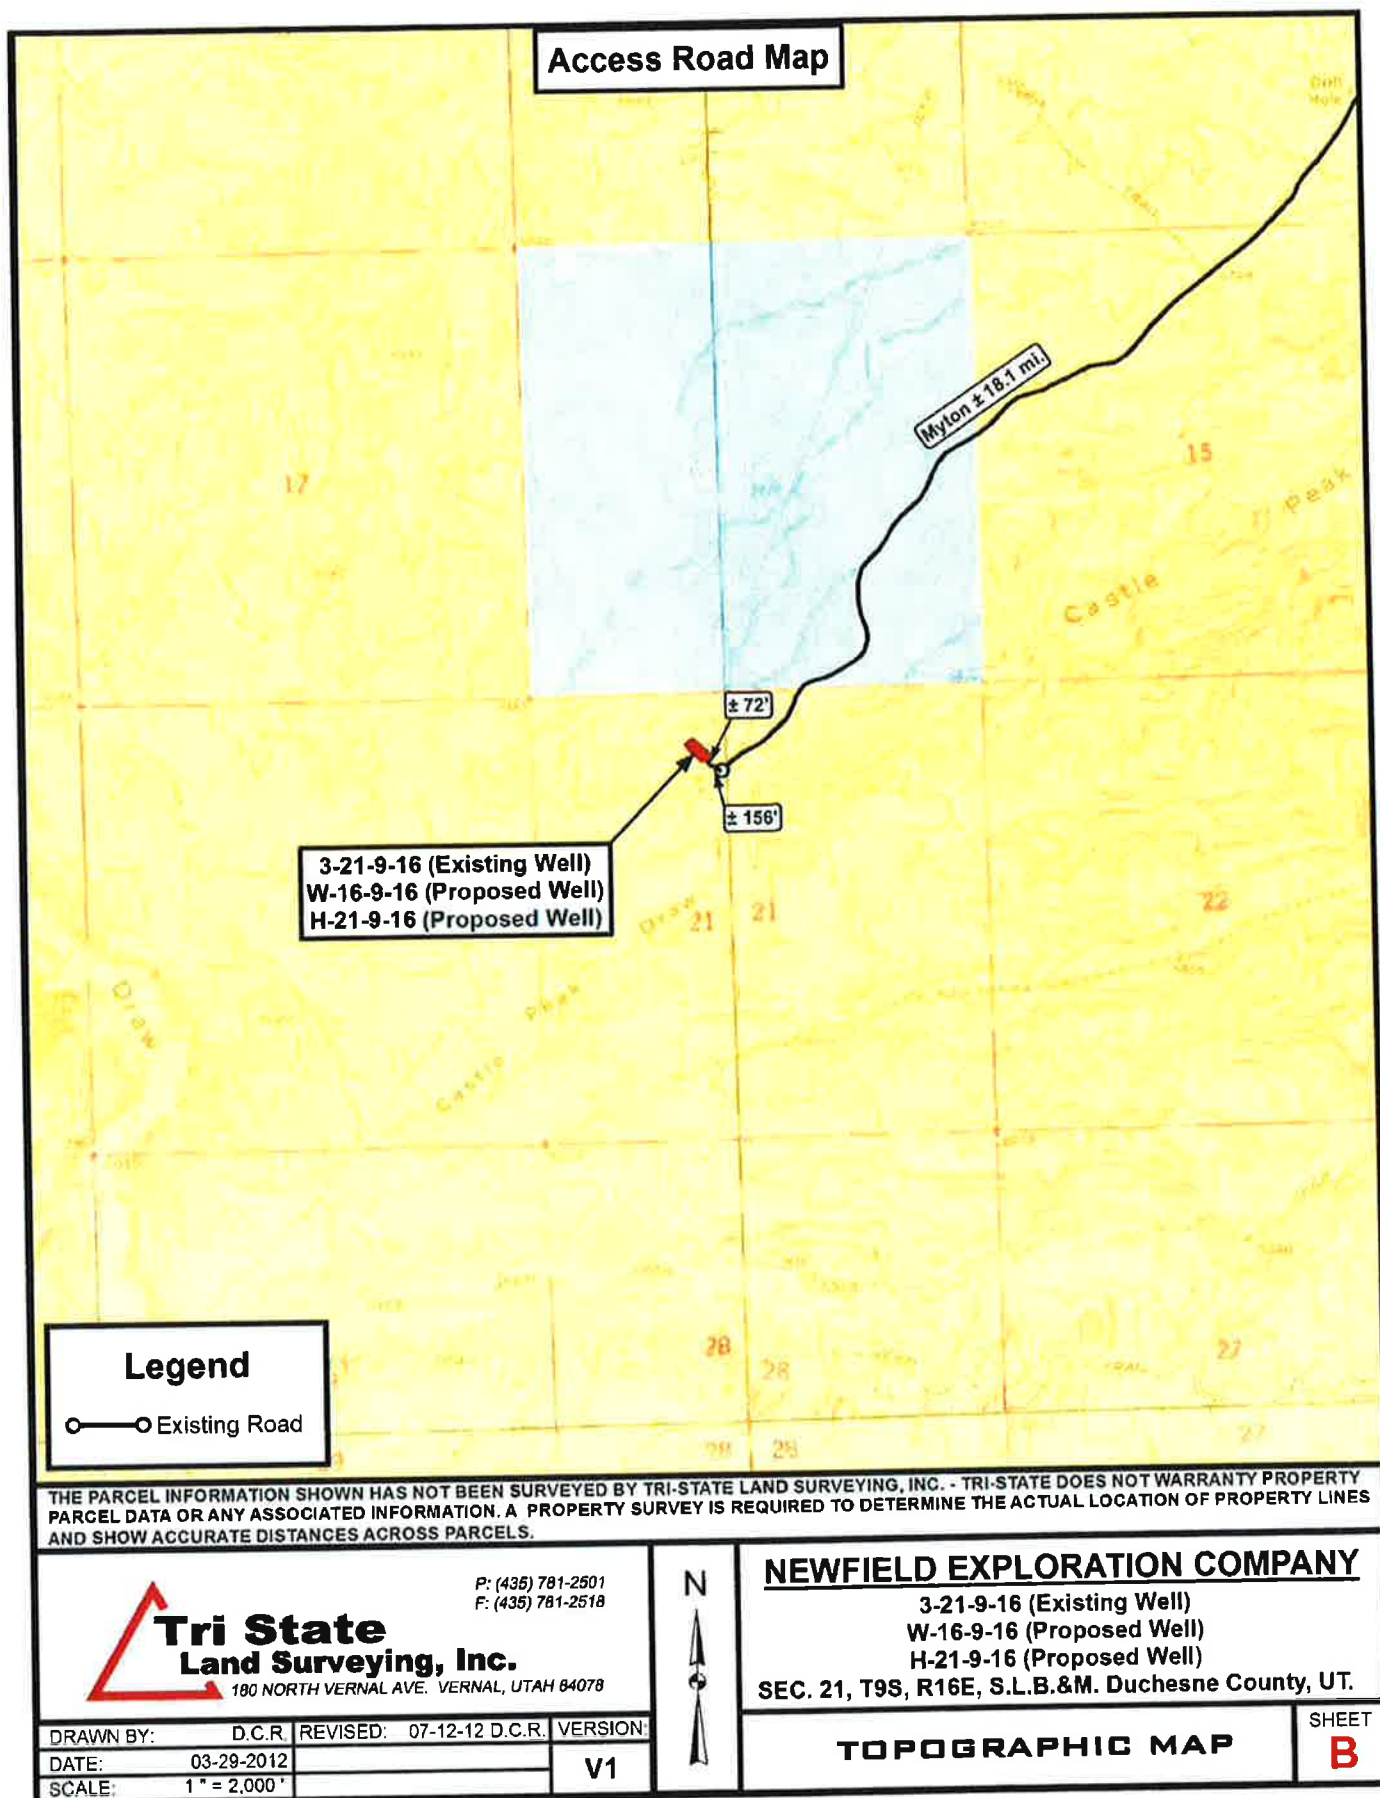 Access Road Map
Drill
Hole
Myton ± 18.1 mi.
17
15
Castle Peak
± 72'
± 156'
3-21-9-16 (Existing Well)
W-16-9-16 (Proposed Well)
H-21-9-16 (Proposed Well)
21
21
22
Castle Peak Draw
Draw
28
28
27
28
28
27
Legend
Existing Road
THE PARCEL INFORMATION SHOWN HAS NOT BEEN SURVEYED BY TRI-STATE LAND SURVEYING, INC. - TRI-STATE DOES NOT WARRANTY PROPERTY
PARCEL DATA OR ANY ASSOCIATED INFORMATION. A PROPERTY SURVEY IS REQUIRED TO DETERMINE THE ACTUAL LOCATION OF PROPERTY LINES
AND SHOW ACCURATE DISTANCES ACROSS PARCELS.
P: (435) 781-2501
F: (435) 781-2518
Tri State
Land Surveying, Inc.
180 NORTH VERNAL AVE. VERNAL, UTAH 84078
N
NEWFIELD EXPLORATION COMPANY
3-21-9-16 (Existing Well)
W-16-9-16 (Proposed Well)
H-21-9-16 (Proposed Well)
SEC. 21, T9S, R16E, S.L.B.&M. Duchesne County, UT.
DRAWN BY: D.C.R. REVISED: 07-12-12 D.C.R. VERSION:
DATE: 03-29-2012
V1
SCALE: 1 " = 2,000 '
TOPOGRAPHIC MAP
SHEET
B